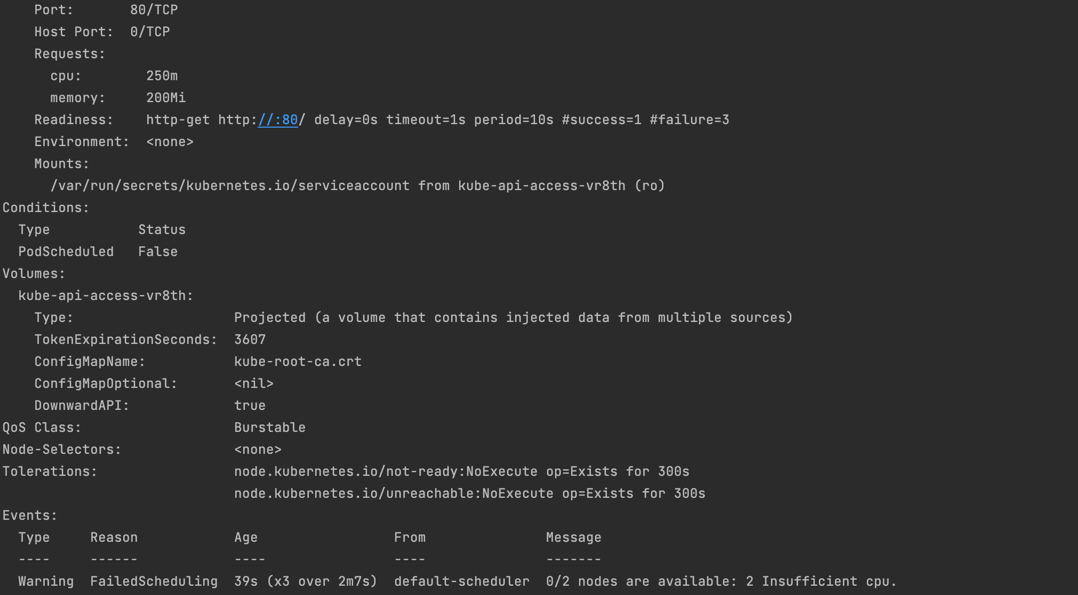 Port: 80/TCP
Host Port: 0/TCP
Requests:
cpu: 250m
memory: 200Mi
Readiness: http-get http://:80/ delay=0s timeout=1s period=10s #success=1 #failure=3
Environment: <none>
Mounts:
/var/run/secrets/kubernetes.io/serviceaccount from kube-api-access-vr8th (ro)
Conditions:
Type Status
PodScheduled False
Volumes:
kube-api-access-vr8th:
Type: Projected (a volume that contains injected data from multiple sources)
TokenExpirationSeconds: 3607
ConfigMapName: kube-root-ca.crt
ConfigMapOptional: <nil>
DownwardAPI: true
QoS Class: Burstable
Node-Selectors: <none>
Tolerations: node.kubernetes.io/not-ready:NoExecute op=Exists for 300s
node.kubernetes.io/unreachable:NoExecute op=Exists for 300s
Events:
Type Reason Age From Message
---- ------ ---- ---- -------
Warning FailedScheduling 39s (x3 over 2m7s) default-scheduler 0/2 nodes are available: 2 Insufficient cpu.